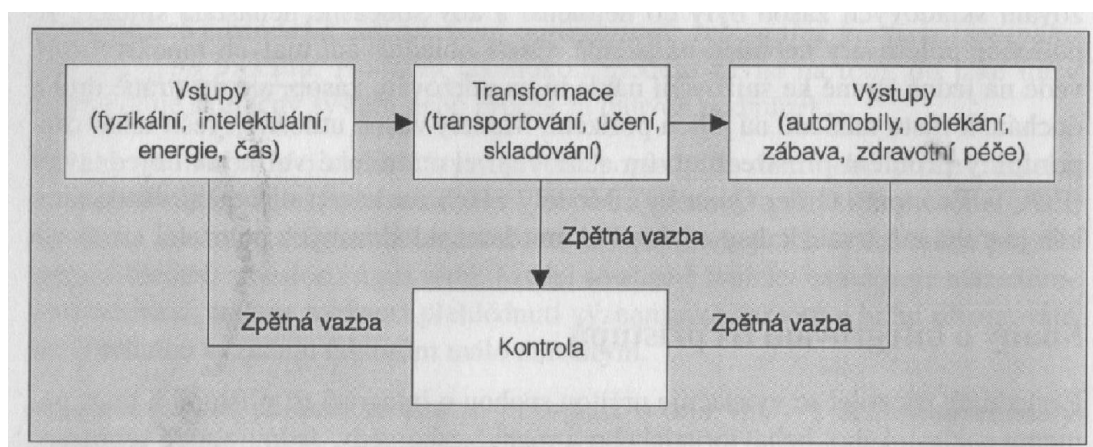 Vstupy
(fyzikální, intelektuální,
energie, čas)
Transformace
(transportování, učení,
skladování)
Výstupy
(automobily, oblékání,
zábava, zdravotní péče)
Zpětná vazba
Zpětná vazba
Kontrola
Zpětná vazba